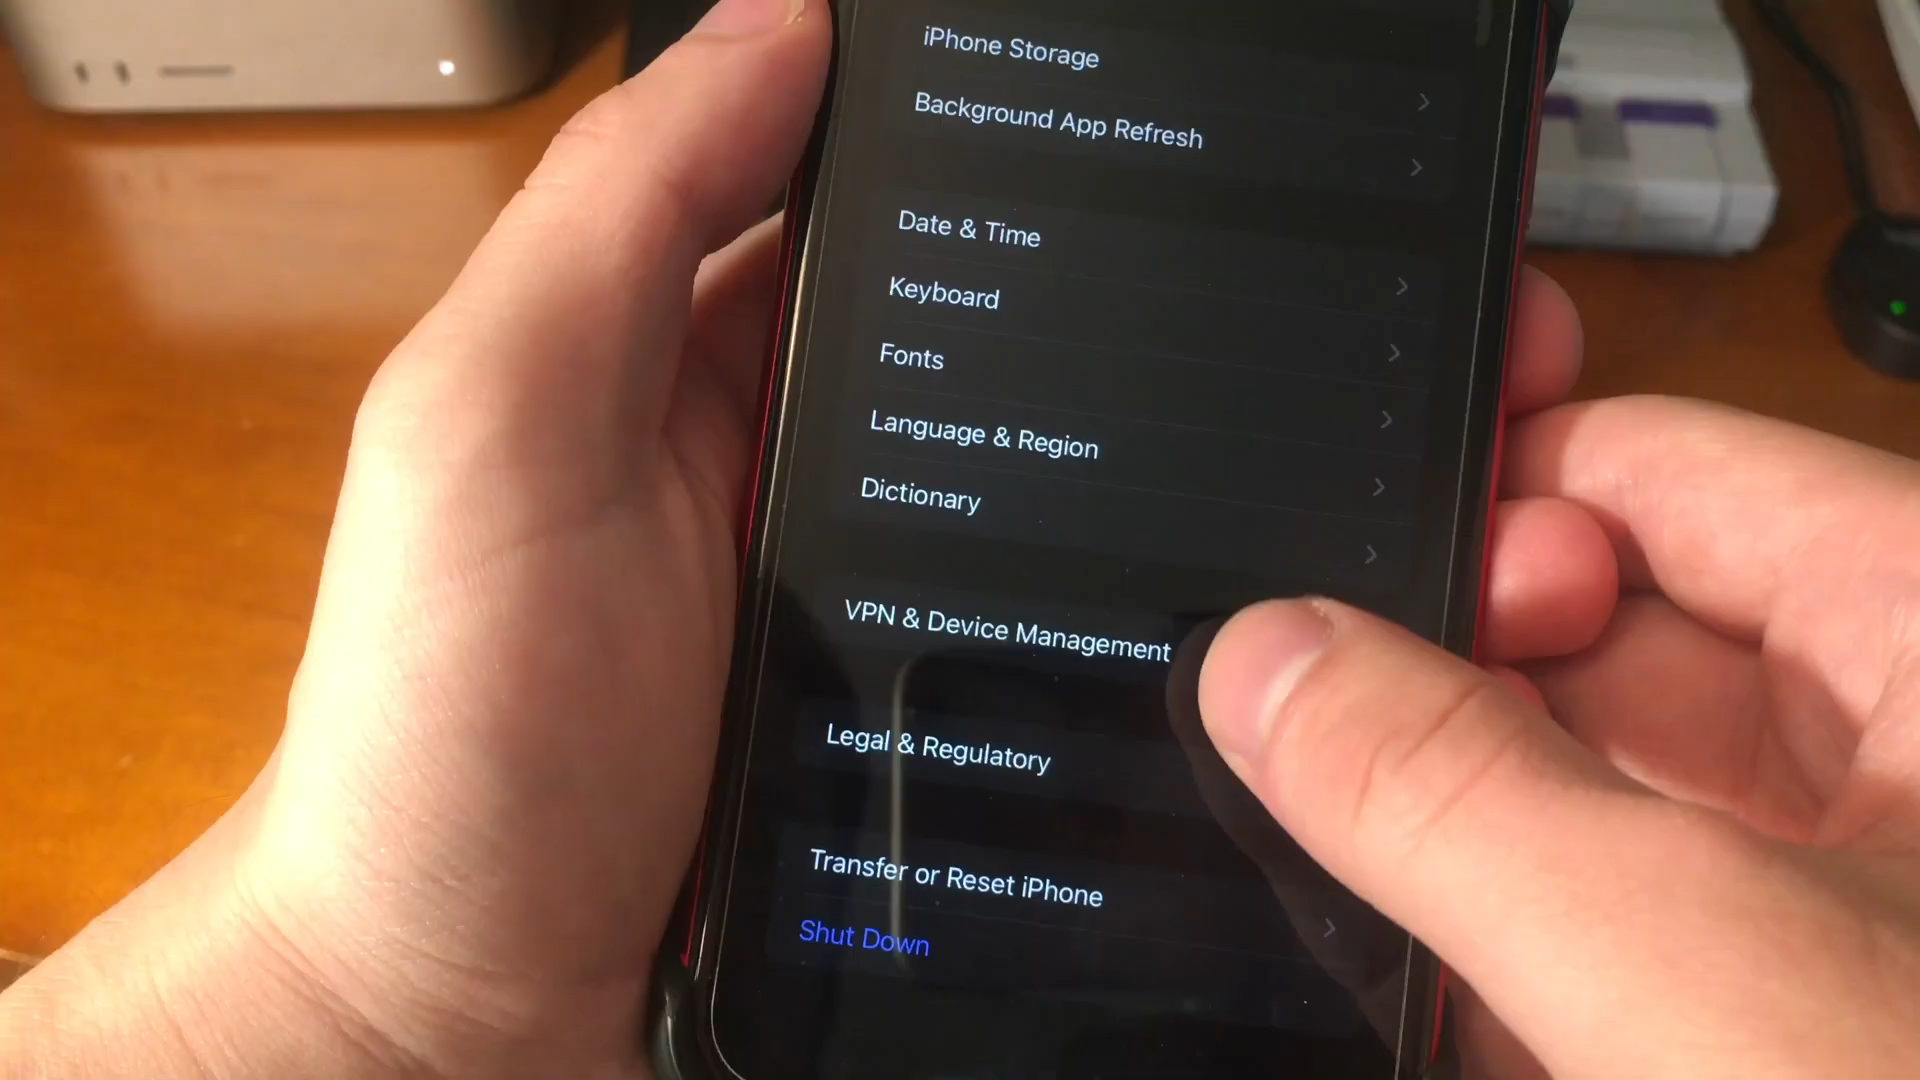 iPhone Storage
Background App Refresh
Date & Time
Keyboard
Fonts
Language & Region
Dictionary
VPN & Device Management
Legal & Regulatory
Transfer or Reset iPhone
Shut Down